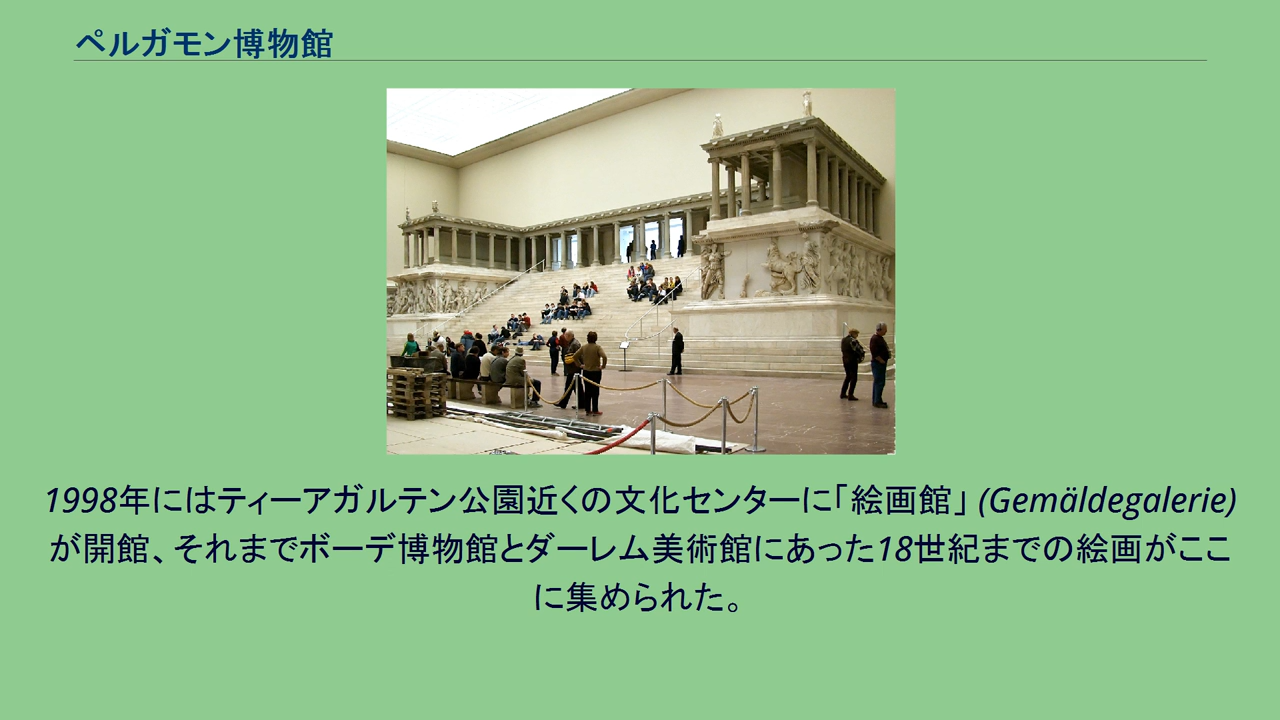 ペルガモン博物館
1998年にはティーアガルテン公園近くの文化センターに「絵画館」 (Gemäldegalerie)
が開館、それまでボーデ博物館とダーレム美術館にあった18世紀までの絵画がここ
に集められた。